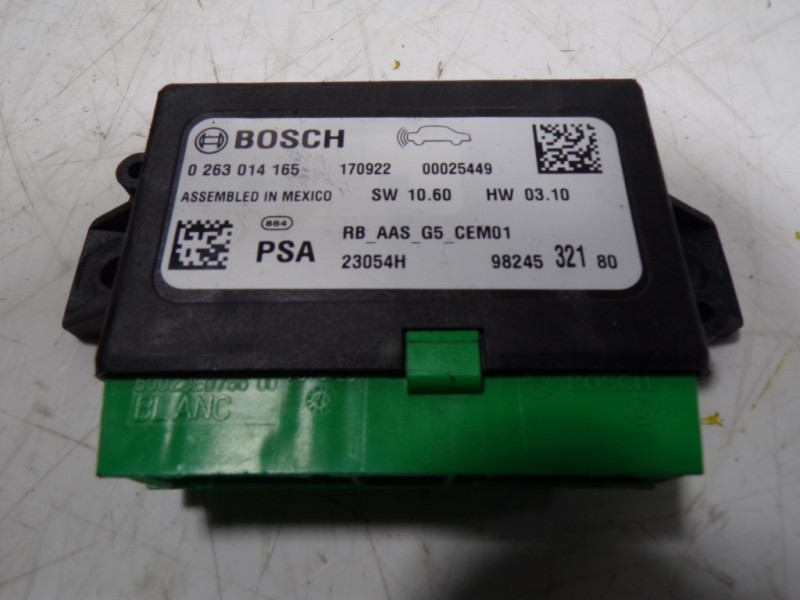 BOSCH
0 263 014 165 170922 00025449
ASSEMBLED IN MEXICO SW 10.60 HW 03.10
864
PSA RB_AAS_G5_CEM01
23054H 98245 321 80
BLANC